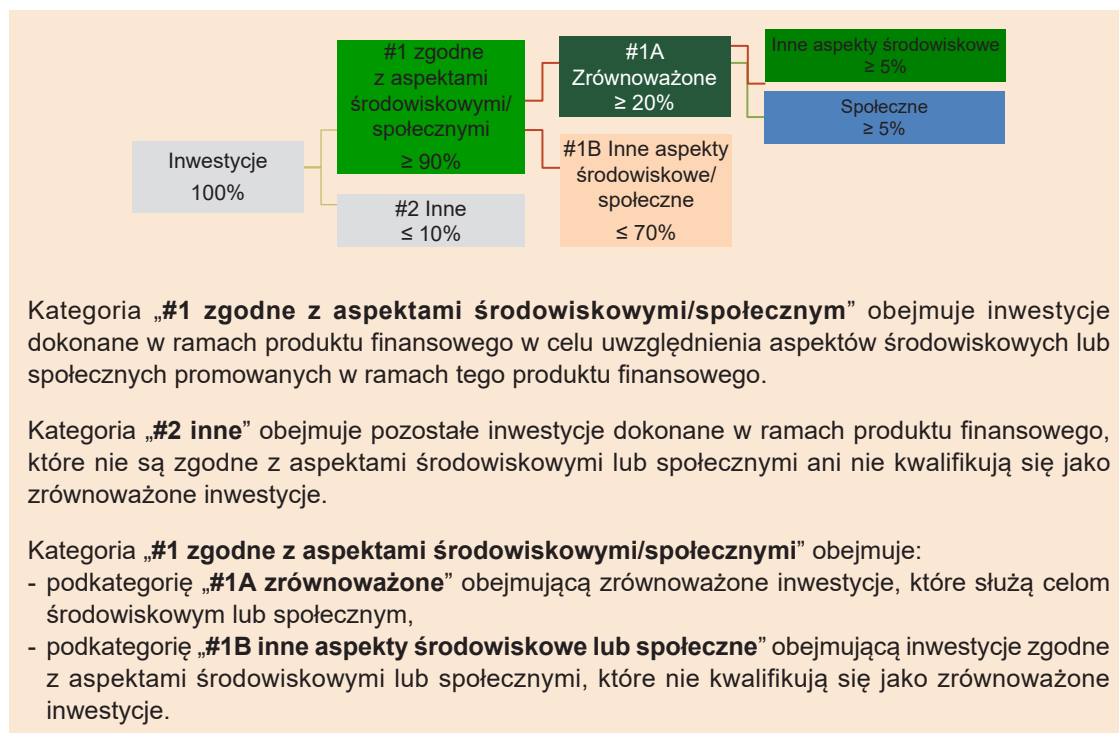 Inwestycje
100%
#1 zgodne
z aspektami
środowiskowymi/
społecznymi
≥ 90%
#2 Inne
≤ 10%
#1A
Zrównoważone
≥ 20%
#1B Inne aspekty
środowiskowe/
społeczne
≤ 70%
Inne aspekty środowiskowe
≥ 5%
Społeczne
≥ 5%
Kategoria „#1 zgodne z aspektami środowiskowymi/społecznym” obejmuje inwestycje
dokonane w ramach produktu finansowego w celu uwzględnienia aspektów środowiskowych lub
społecznych promowanych w ramach tego produktu finansowego.
Kategoria „#2 inne” obejmuje pozostałe inwestycje dokonane w ramach produktu finansowego,
które nie są zgodne z aspektami środowiskowymi lub społecznymi ani nie kwalifikują się jako
zrównoważone inwestycje.
Kategoria „#1 zgodne z aspektami środowiskowymi/społecznymi” obejmuje:
- podkategorię „#1A zrównoważone” obejmującą zrównoważone inwestycje, które służą celom
środowiskowym lub społecznym,
- podkategorię „#1B inne aspekty środowiskowe lub społeczne” obejmującą inwestycje zgodne
z aspektami środowiskowymi lub społecznymi, które nie kwalifikują się jako zrównoważone
inwestycje.